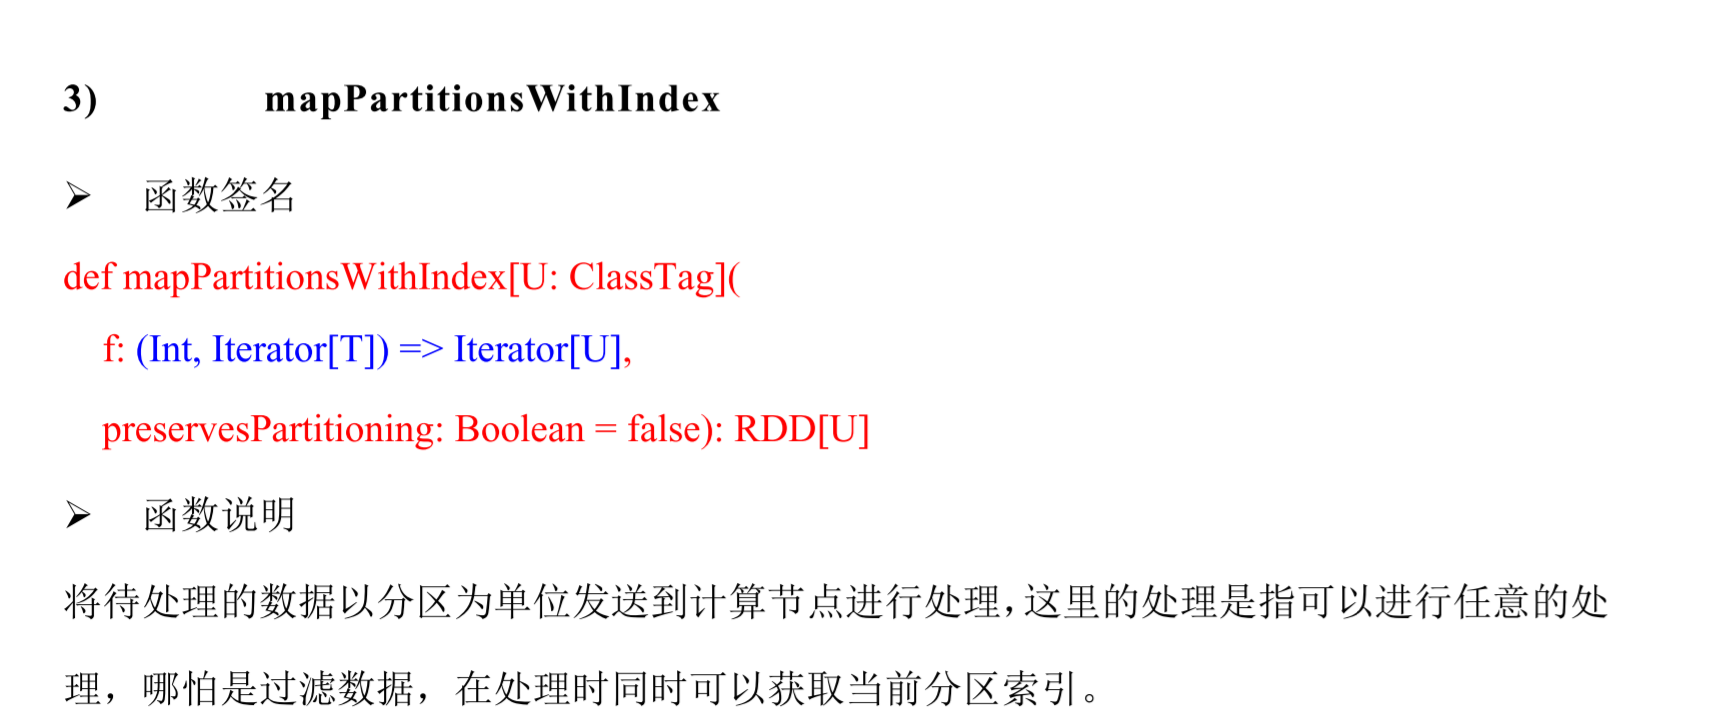 3) mapPartitionsWithIndex
➢ 函数签名
def mapPartitionsWithIndex[U: ClassTag](
f: (Int, Iterator[T]) => Iterator[U],
preservesPartitioning: Boolean = false): RDD[U]
➢ 函数说明
将待处理的数据以分区为单位发送到计算节点进行处理，这里的处理是指可以进行任意的处
理，哪怕是过滤数据，在处理时同时可以获取当前分区索引。